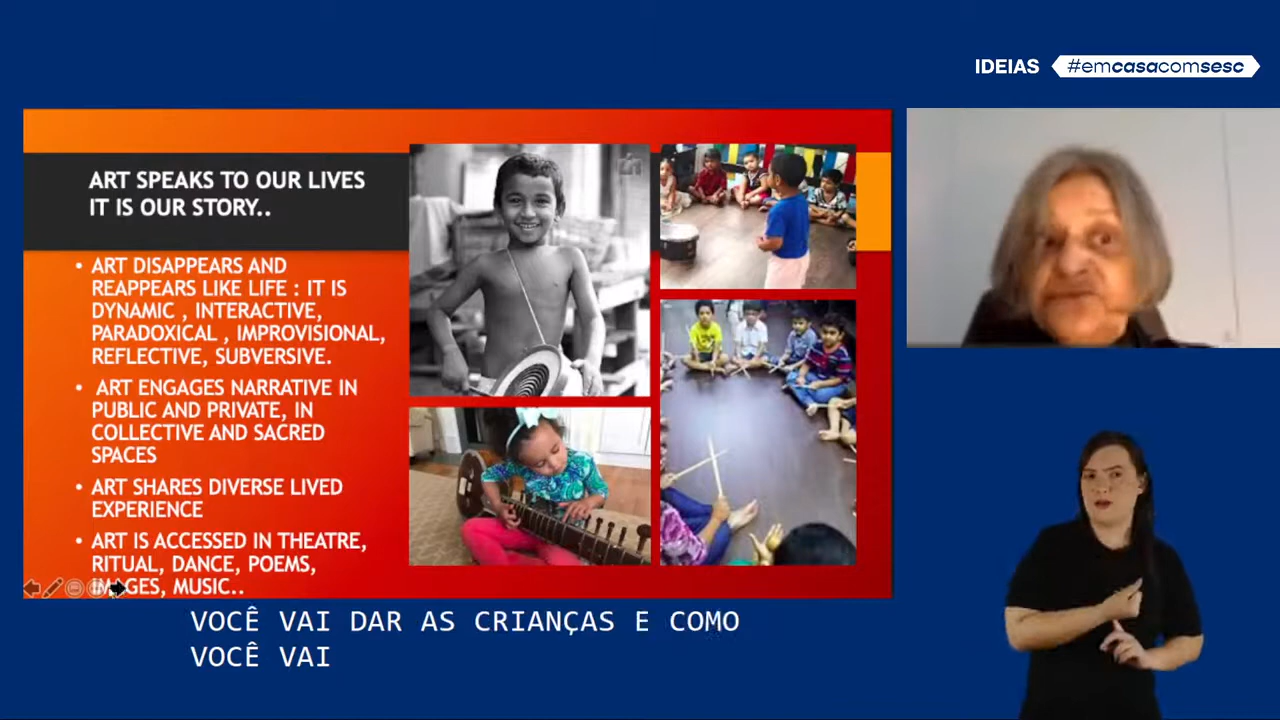 IDEIAS #emcasacomsesc
ART SPEAKS TO OUR LIVES
IT IS OUR STORY..
• ART DISAPPEARS AND
REAPPEARS LIKE LIFE : IT IS
DYNAMIC , INTERACTIVE,
PARADOXICAL , IMPROVISIONAL,
REFLECTIVE, SUBVERSIVE.
• ART ENGAGES NARRATIVE IN
PUBLIC AND PRIVATE, IN
COLLECTIVE AND SACRED
SPACES
• ART SHARES DIVERSE LIVED
EXPERIENCE
• ART IS ACCESSED IN THEATRE,
RITUAL, DANCE, POEMS,
IMAGES, MUSIC..
VOCÊ VAI DAR AS CRIANÇAS E COMO
VOCÊ VAI